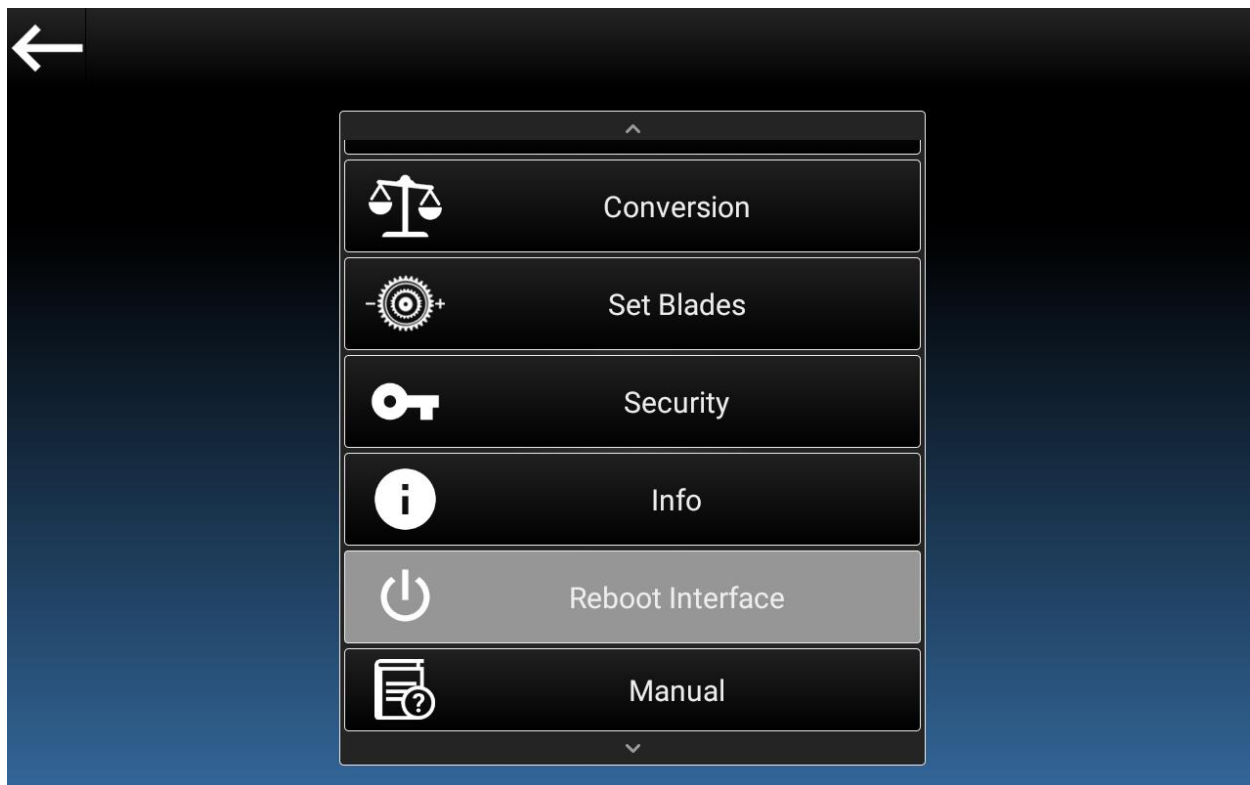 Conversion
Set Blades
Security
Info
Reboot Interface
Manual